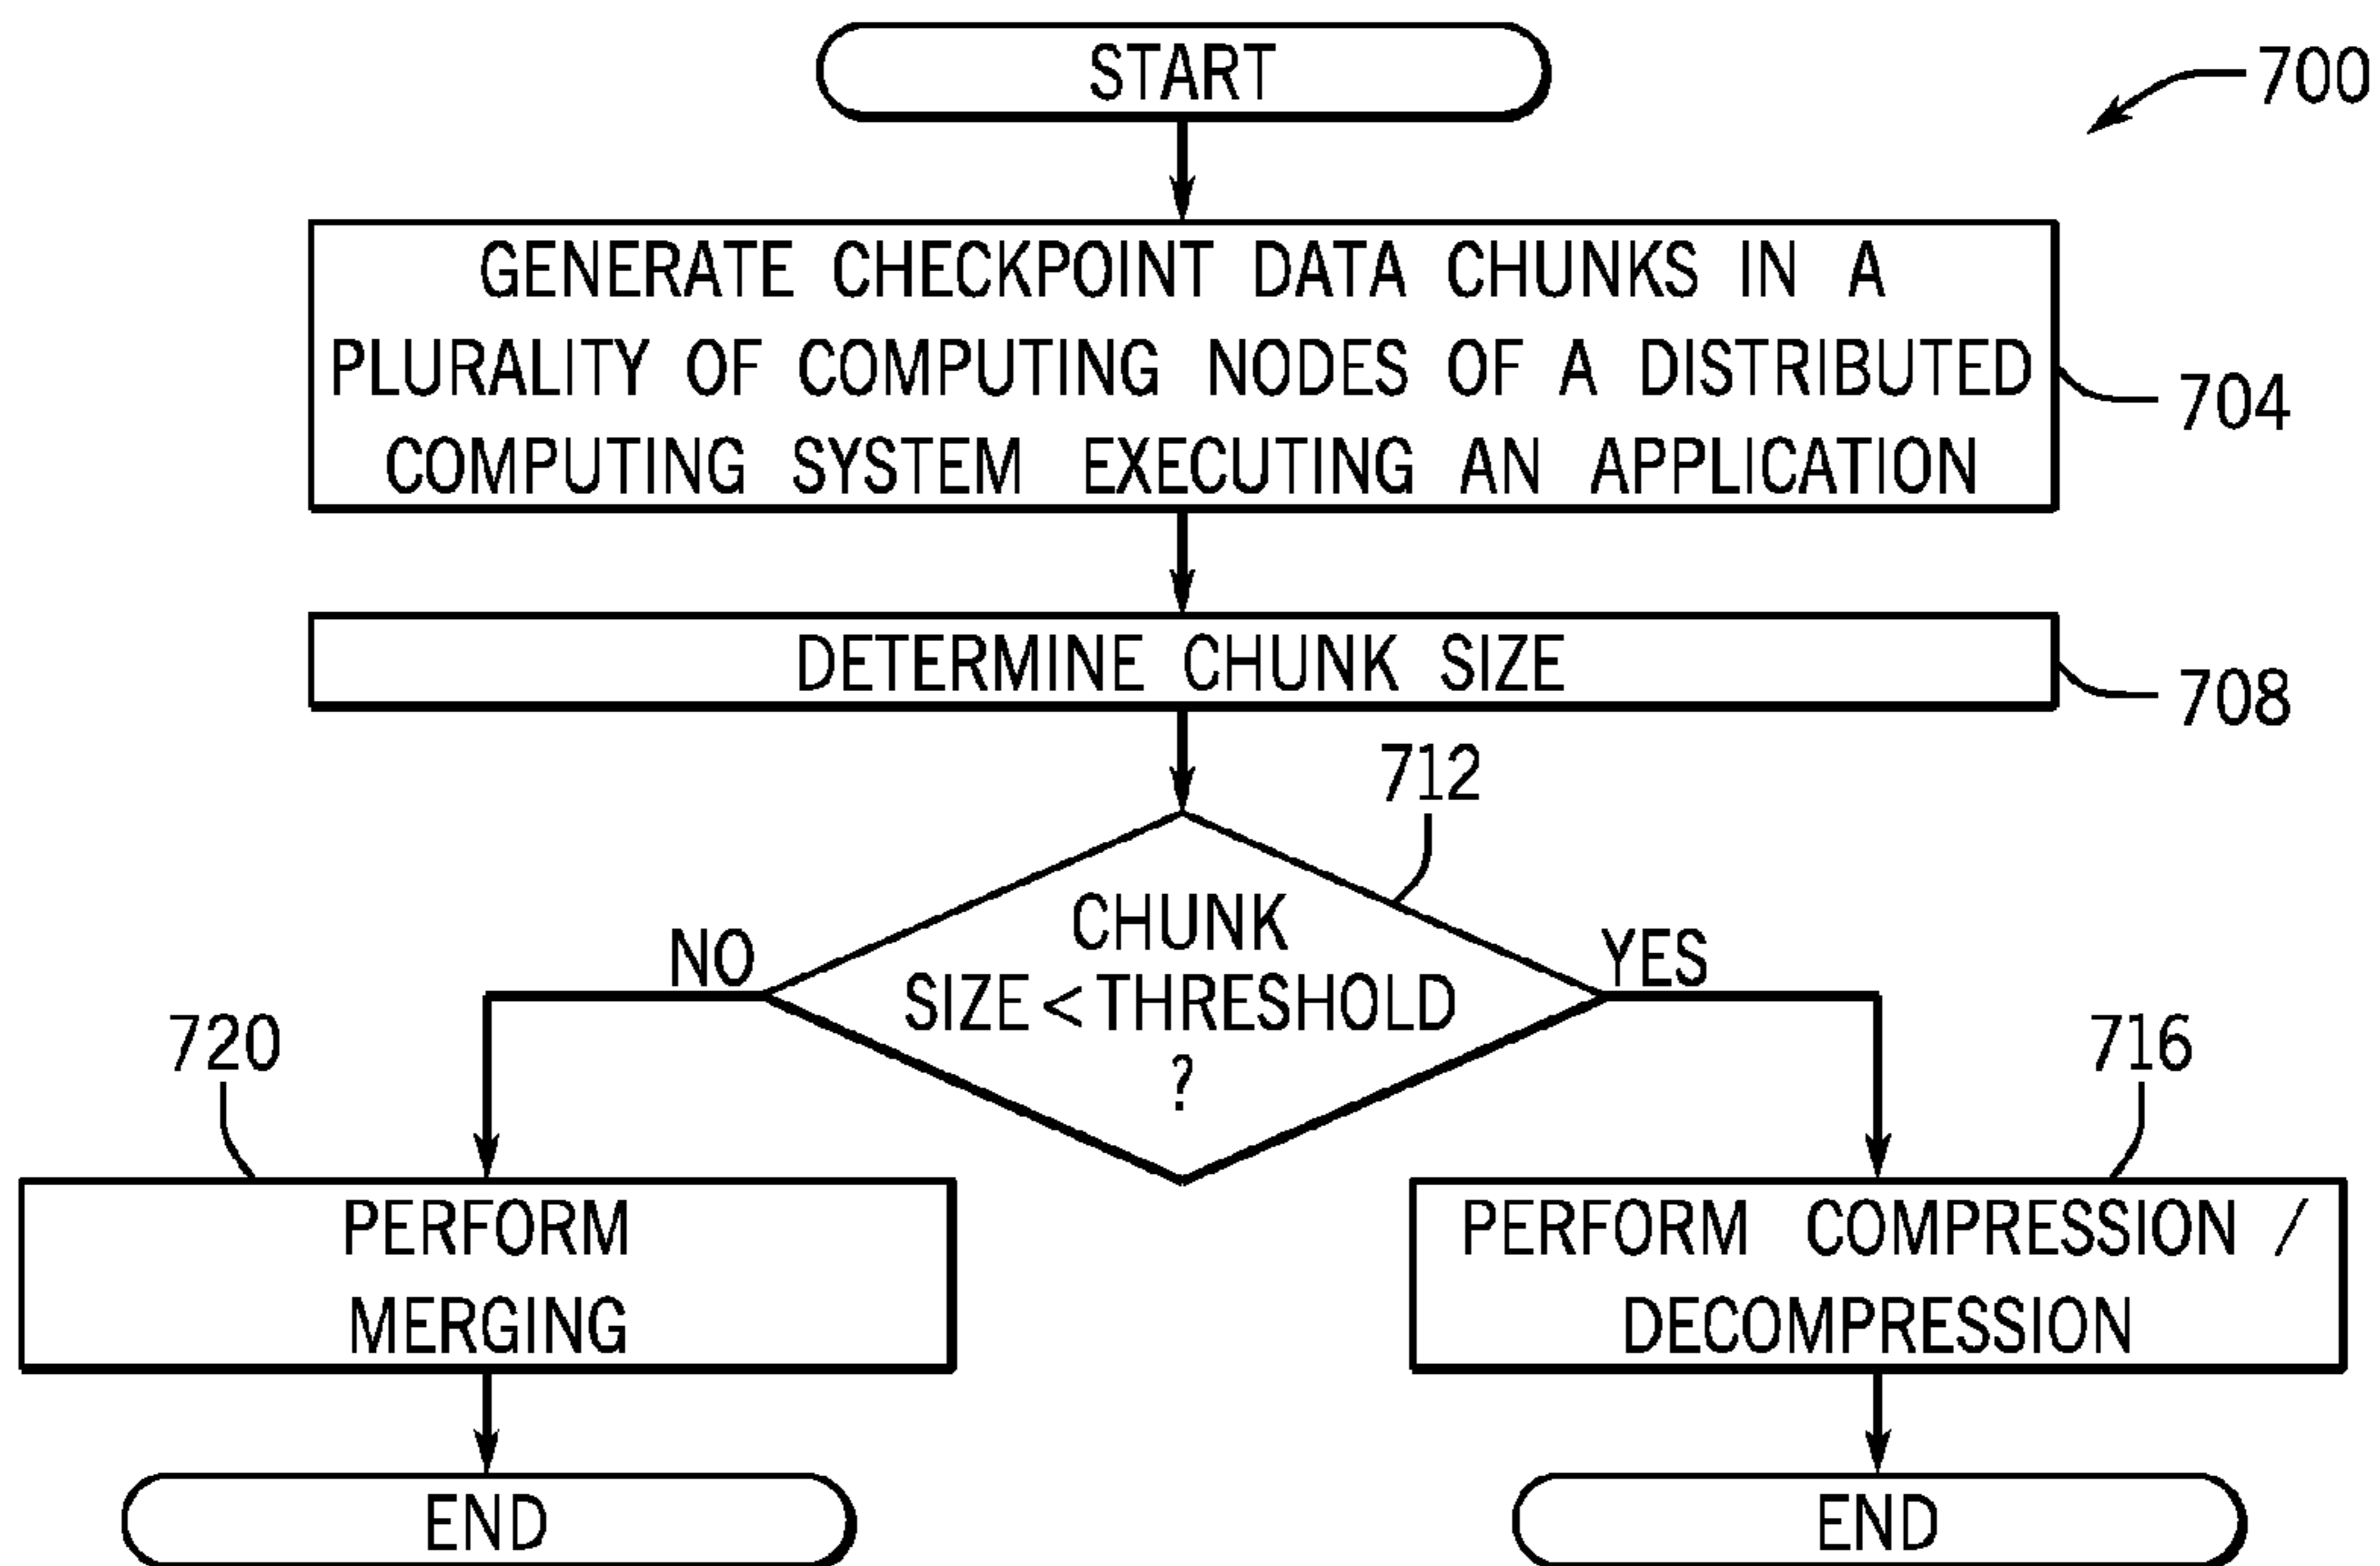 START
700
GENERATE CHECKPOINT DATA CHUNKS IN A
PLURALITY OF COMPUTING NODES OF A DISTRIBUTED
COMPUTING SYSTEM EXECUTING AN APPLICATION
704
DETERMINE CHUNK SIZE
708
712
CHUNK
SIZE < THRESHOLD
?
NO
YES
720
716
PERFORM
MERGING
PERFORM COMPRESSION /
DECOMPRESSION
END
END